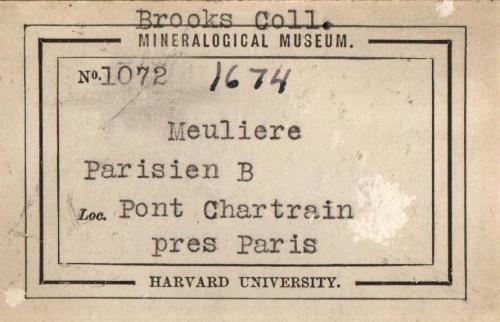 Brooks Coll.
MINERALOGICAL MUSEUM.
No. 1072 1674
Meuliere
Parisien B
Loc. Pont Chartrain
pres Paris
HARVARD UNIVERSITY.